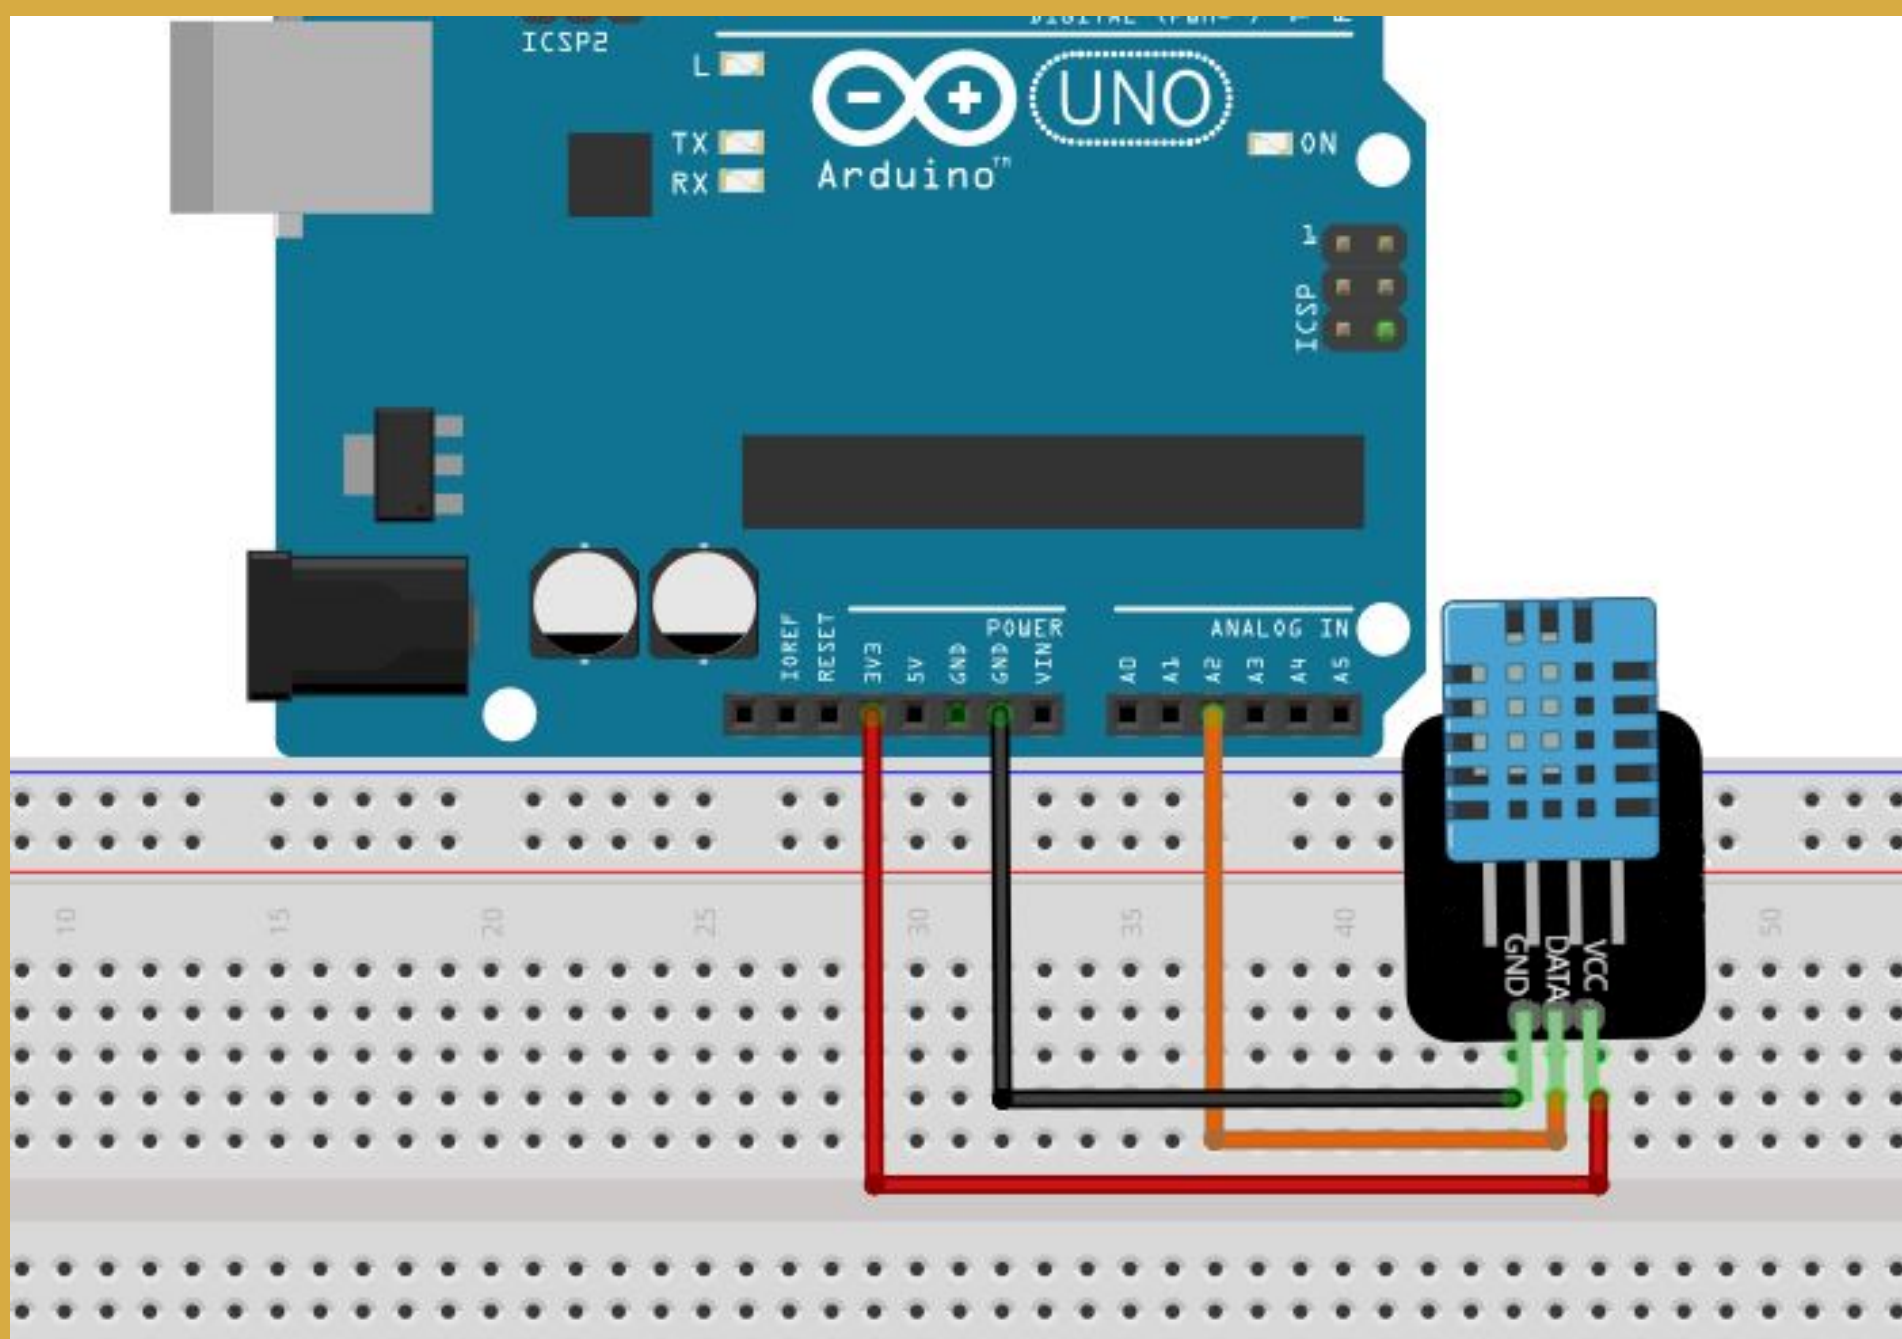 ICSP2
L
TX
RX
Arduino™
UNO
ON
1
ICSP
IOREF
RESET
3V3
5V
GND
GND
VIN
POWER
A0
A1
A2
A3
A4
A5
ANALOG IN
10
15
20
25
30
35
40
50
GND
DATA
VCC